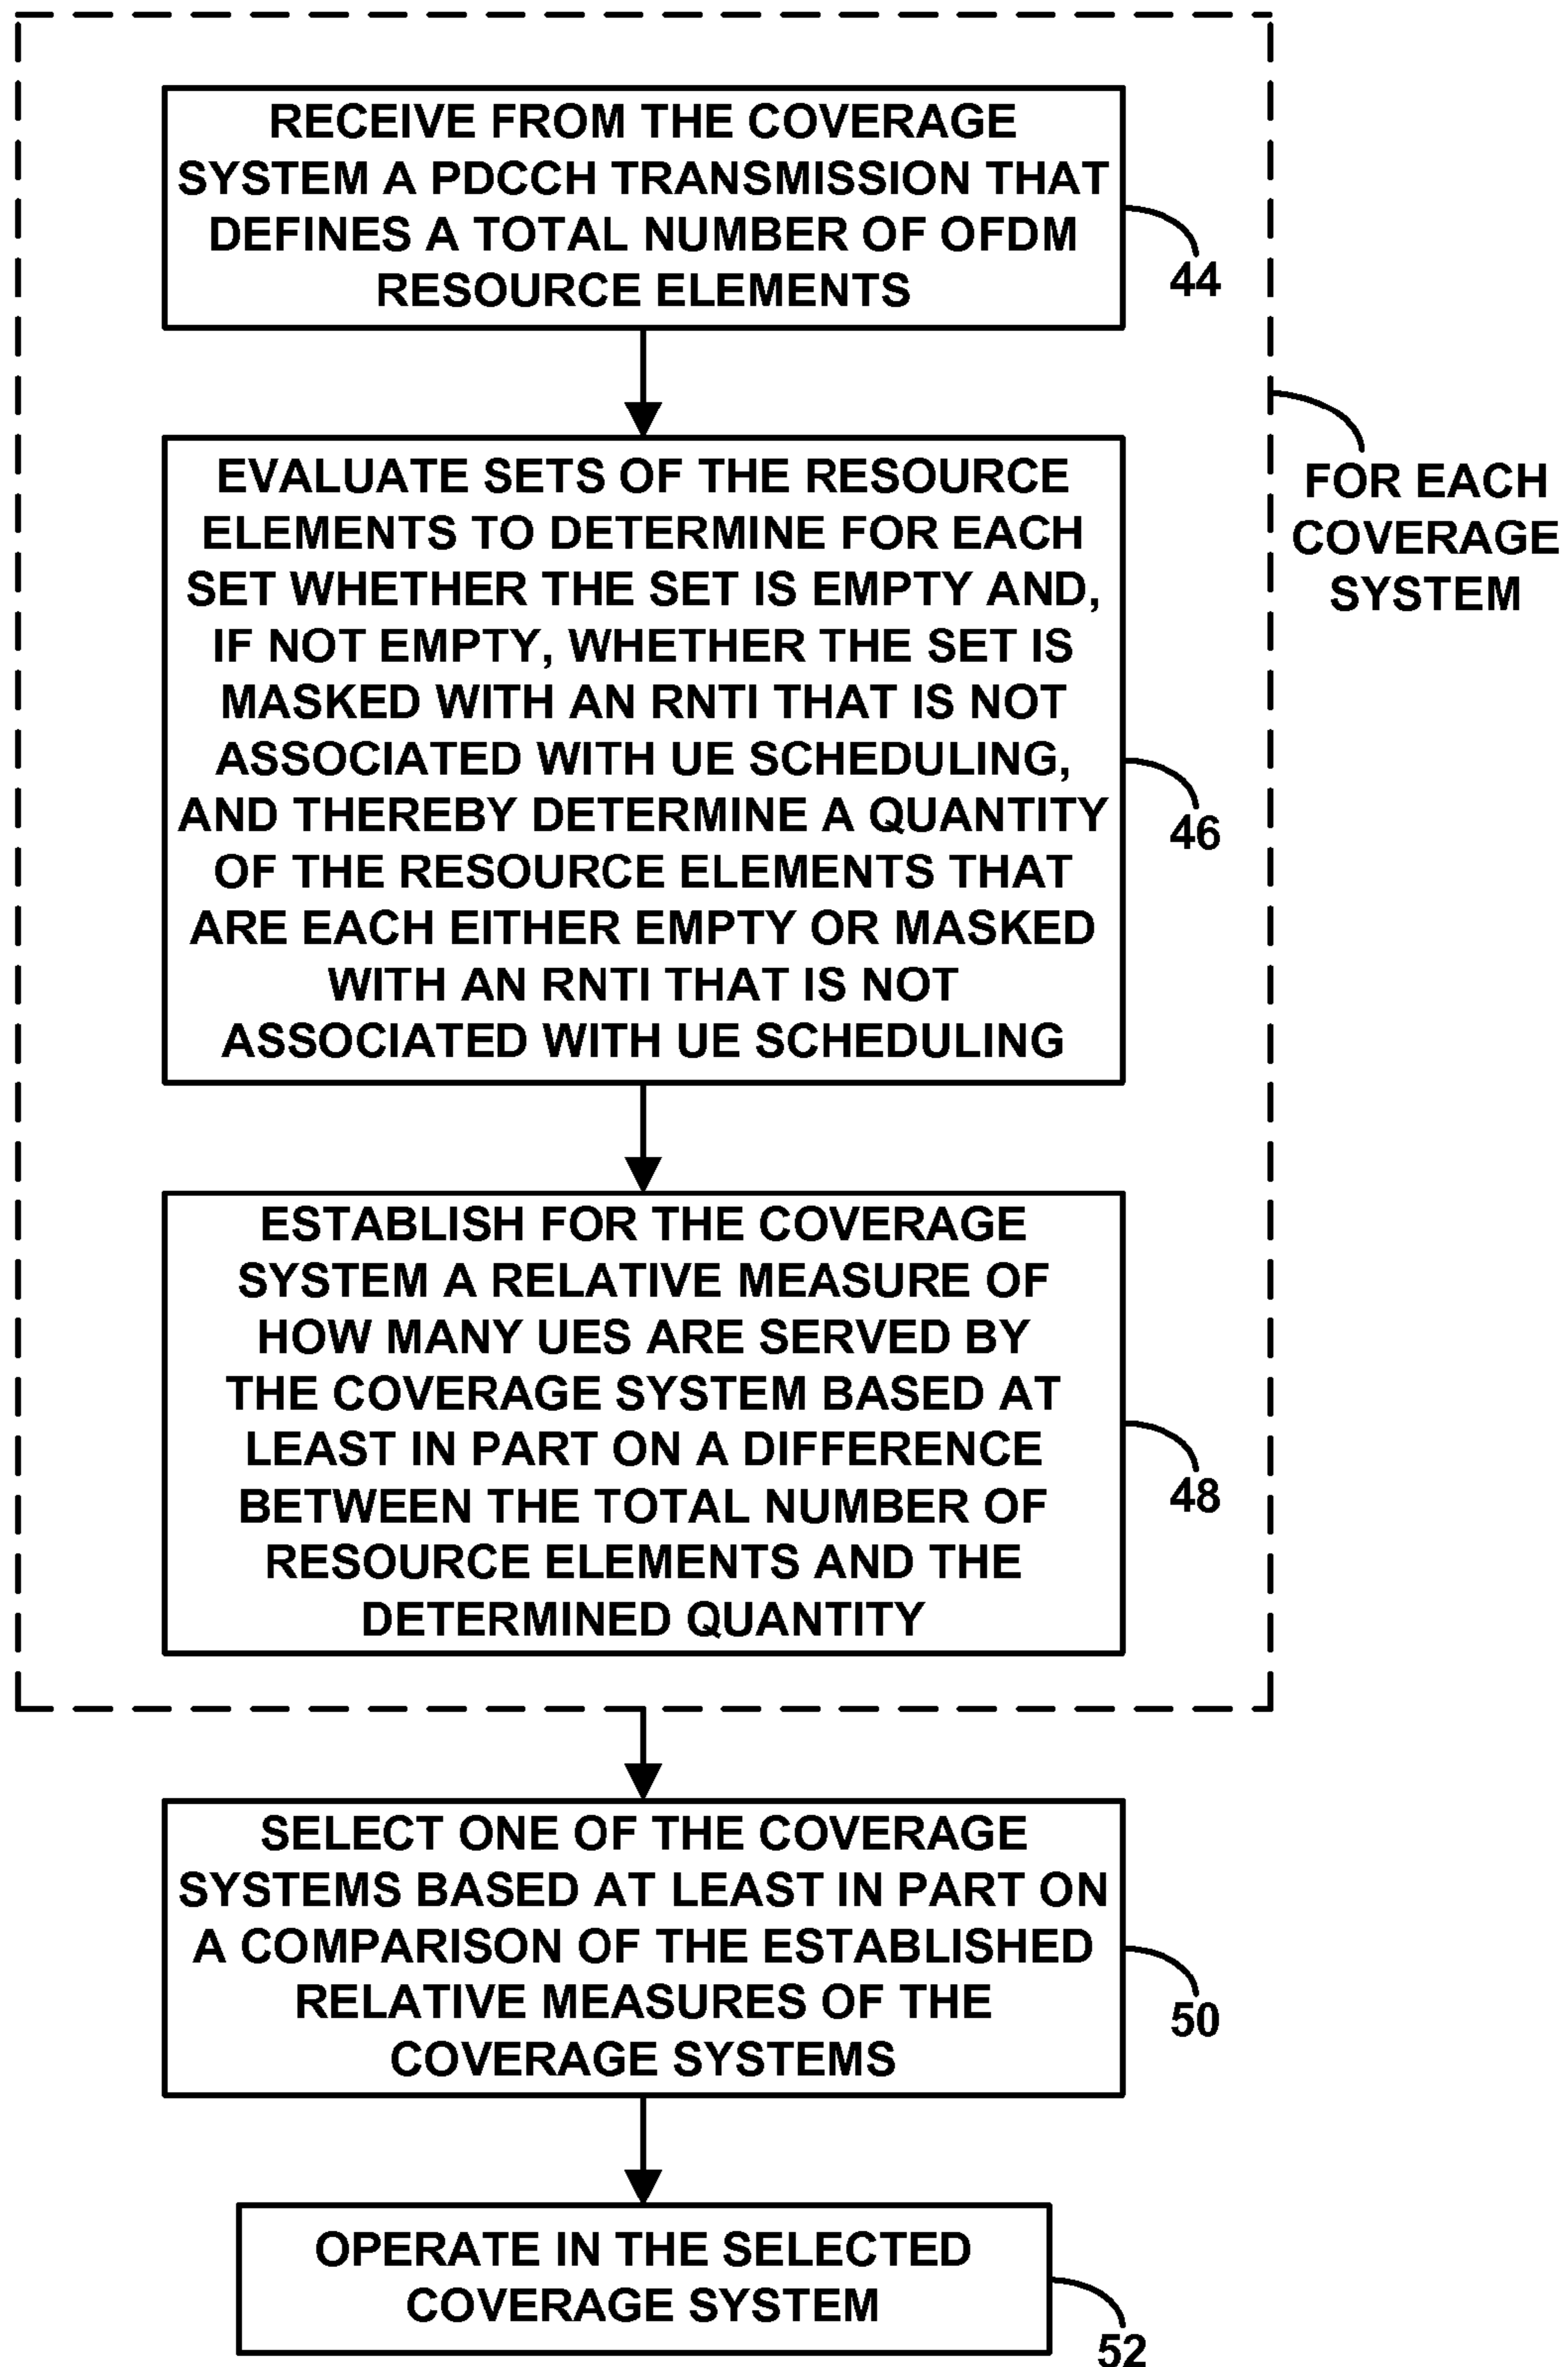 RECEIVE FROM THE COVERAGE
SYSTEM A PDCCH TRANSMISSION THAT
DEFINES A TOTAL NUMBER OF OFDM
RESOURCE ELEMENTS
44
FOR EACH
COVERAGE
SYSTEM
EVALUATE SETS OF THE RESOURCE
ELEMENTS TO DETERMINE FOR EACH
SET WHETHER THE SET IS EMPTY AND,
IF NOT EMPTY, WHETHER THE SET IS
MASKED WITH AN RNTI THAT IS NOT
ASSOCIATED WITH UE SCHEDULING,
AND THEREBY DETERMINE A QUANTITY
OF THE RESOURCE ELEMENTS THAT
ARE EACH EITHER EMPTY OR MASKED
WITH AN RNTI THAT IS NOT
ASSOCIATED WITH UE SCHEDULING
46
ESTABLISH FOR THE COVERAGE
SYSTEM A RELATIVE MEASURE OF
HOW MANY UES ARE SERVED BY
THE COVERAGE SYSTEM BASED AT
LEAST IN PART ON A DIFFERENCE
BETWEEN THE TOTAL NUMBER OF
RESOURCE ELEMENTS AND THE
DETERMINED QUANTITY
48
SELECT ONE OF THE COVERAGE
SYSTEMS BASED AT LEAST IN PART ON
A COMPARISON OF THE ESTABLISHED
RELATIVE MEASURES OF THE
COVERAGE SYSTEMS
50
OPERATE IN THE SELECTED
COVERAGE SYSTEM
52